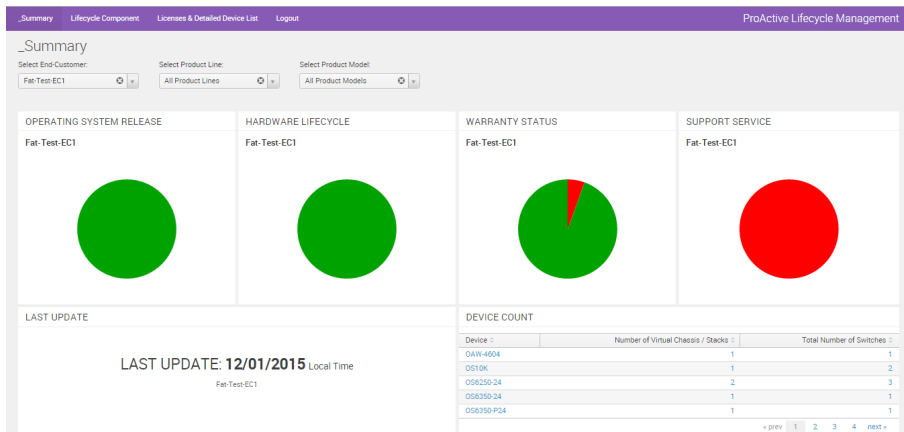 _Summary Lifecycle Component Licenses & Detailed Device List Logout ProActive Lifecycle Management
_Summary
Select End-Customer: Select Product Line: Select Product Model:
Fat-Test-EC1 All Product Lines All Product Models
OPERATING SYSTEM RELEASE HARDWARE LIFECYCLE WARRANTY STATUS SUPPORT SERVICE
Fat-Test-EC1 Fat-Test-EC1 Fat-Test-EC1 Fat-Test-EC1
LAST UPDATE DEVICE COUNT
LAST UPDATE: 12/01/2015 Local Time
Fat-Test-EC1
Device Number of Virtual Chassis / Stacks Total Number of Switches
OAW-4604 1 1
OS10K 1 2
OS6250-24 2 3
OS6350-24 1 1
OS6350-P24 1 1
« prev 1 2 3 4 next »